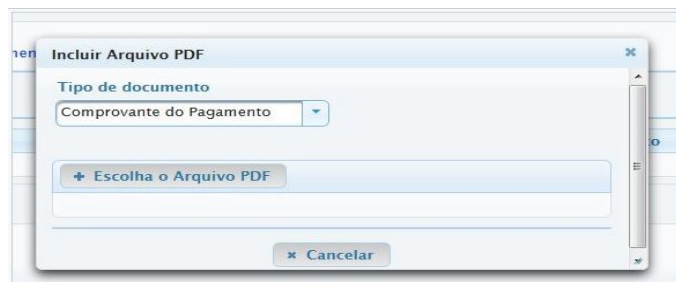 Incluir Arquivo PDF
Tipo de documento
Comprovante do Pagamento
+ Escolha o Arquivo PDF
× Cancelar